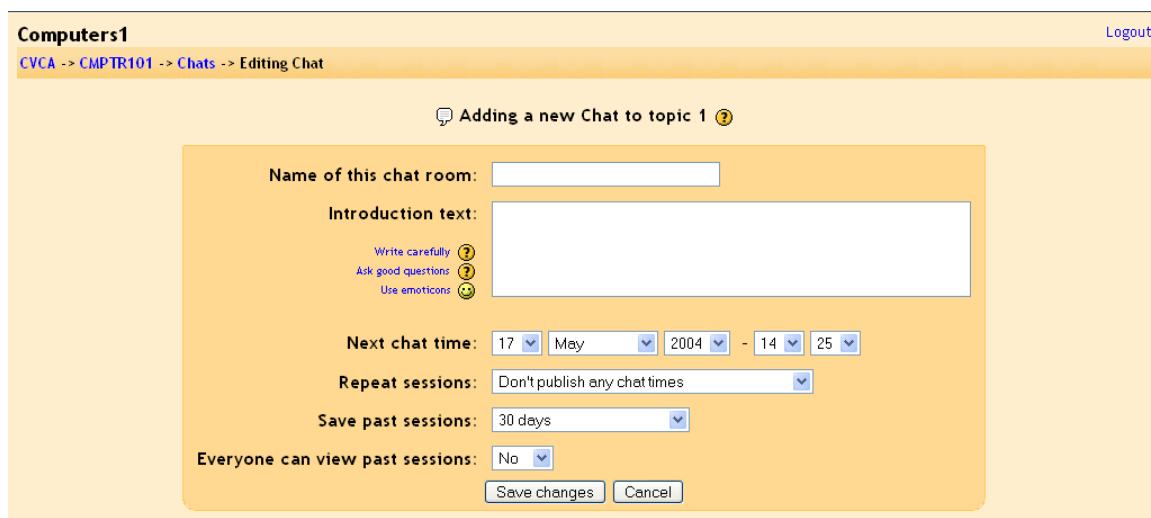 Computers1
Logout
CVCA -> CMPTR101 -> Chats -> Editing Chat
Adding a new Chat to topic 1 ?
Name of this chat room:
Introduction text:
Write carefully ?
Ask good questions ?
Use emoticons
Next chat time: 17 May 2004 - 14 25
Repeat sessions: Don't publish any chat times
Save past sessions: 30 days
Everyone can view past sessions: No
Save changes Cancel